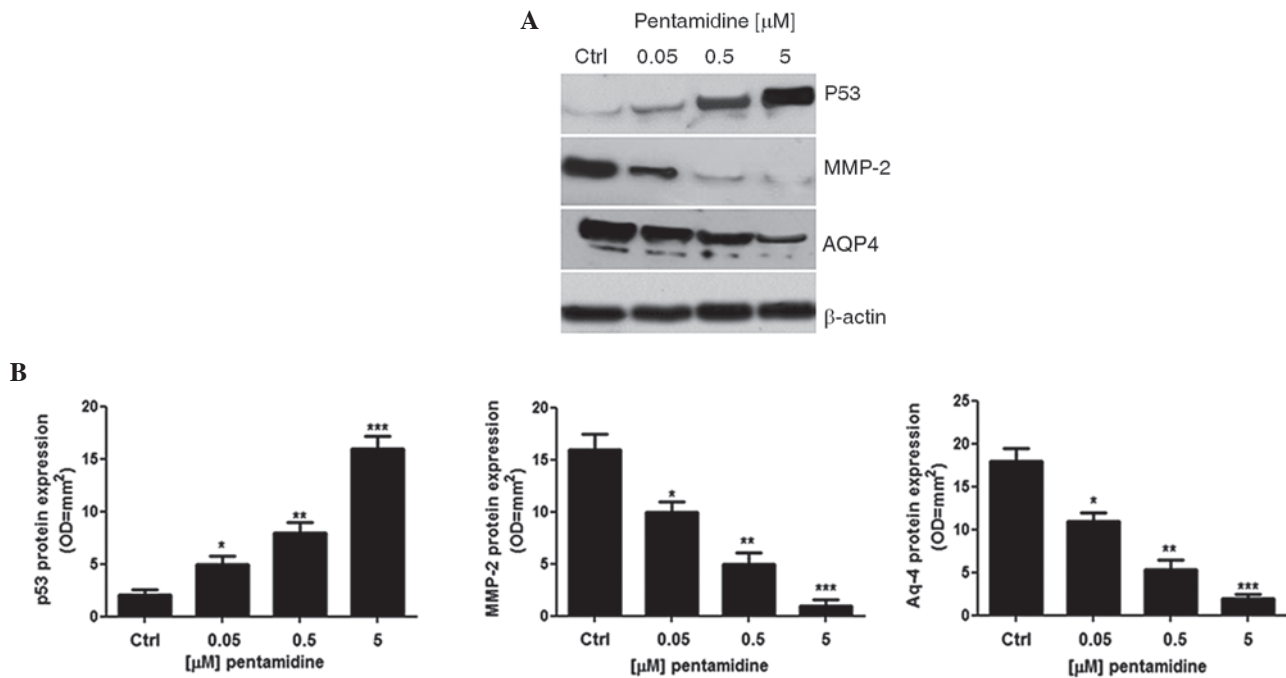 A
Pentamidine [μM]
Ctrl 0.05 0.5 5
P53
MMP-2
AQP4
β-actin
B
p53 protein expression
(OD=mm²)
20
15
10
5
0
*
**
***
Ctrl 0.05 0.5 5
[μM] pentamidine
MMP-2 protein expression
(OD=mm²)
20
15
10
5
0
*
**
***
Ctrl 0.05 0.5 5
[μM] pentamidine
Aq-4 protein expression
(OD=mm²)
25
20
15
10
5
0
*
**
***
Ctrl 0.05 0.5 5
[μM] pentamidine